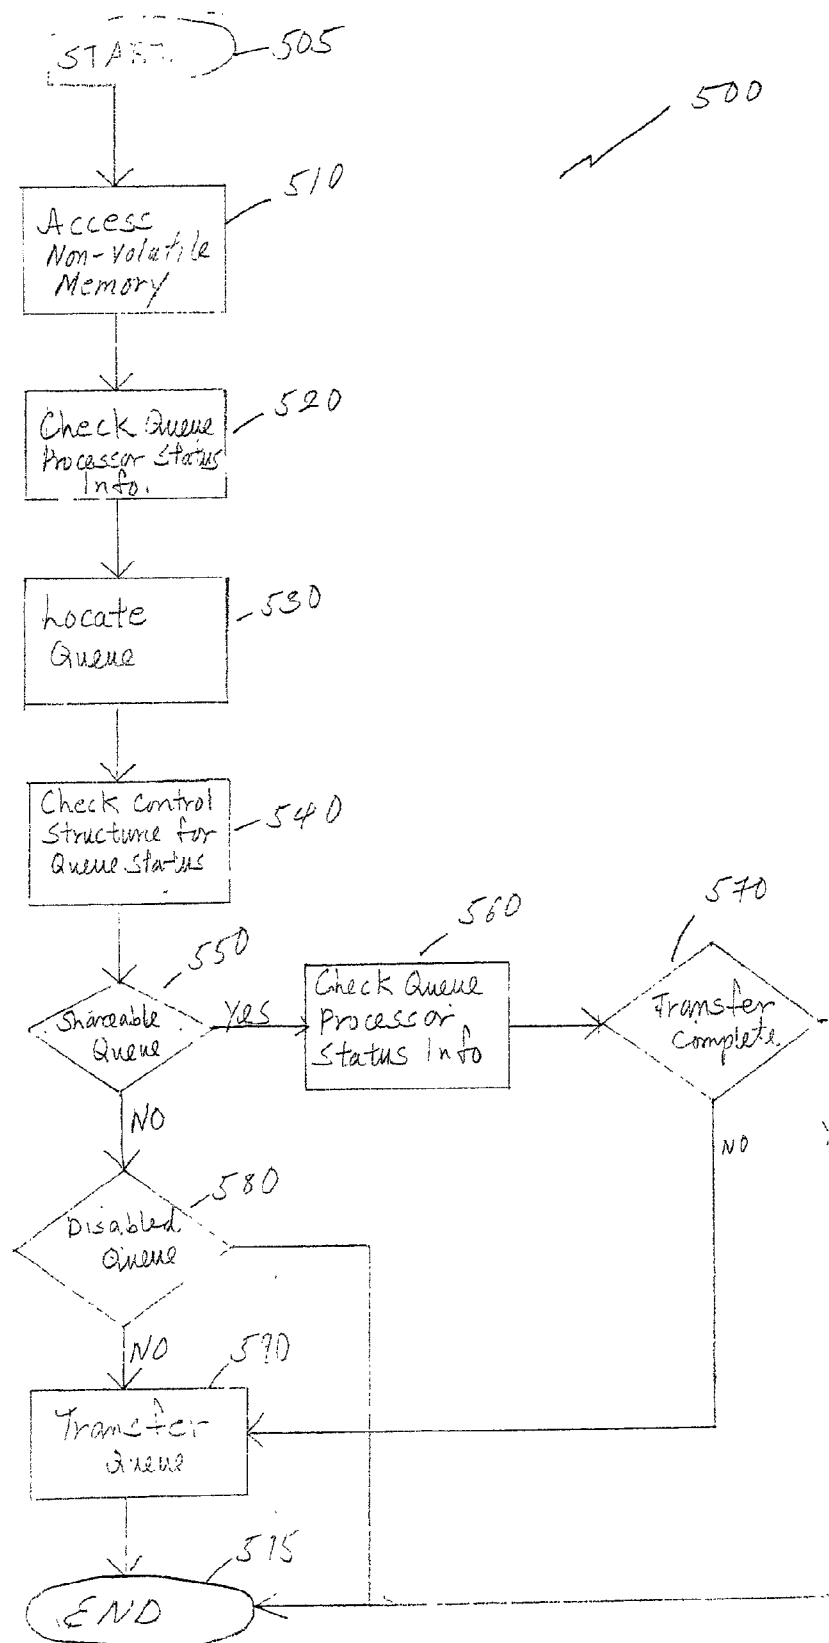 START
505
500
510
Access
Non-Volatile
Memory
520
Check Queue
Processor Status
Info.
530
Locate
Queue
540
Check Control
Structure for
Queue Status
550
Shareable
Queue
Yes
560
Check Queue
Processor
Status Info
570
Transfer
Complete
NO
NO
580
Disabled
Queue
NO
590
Transfer
Queue
595
END